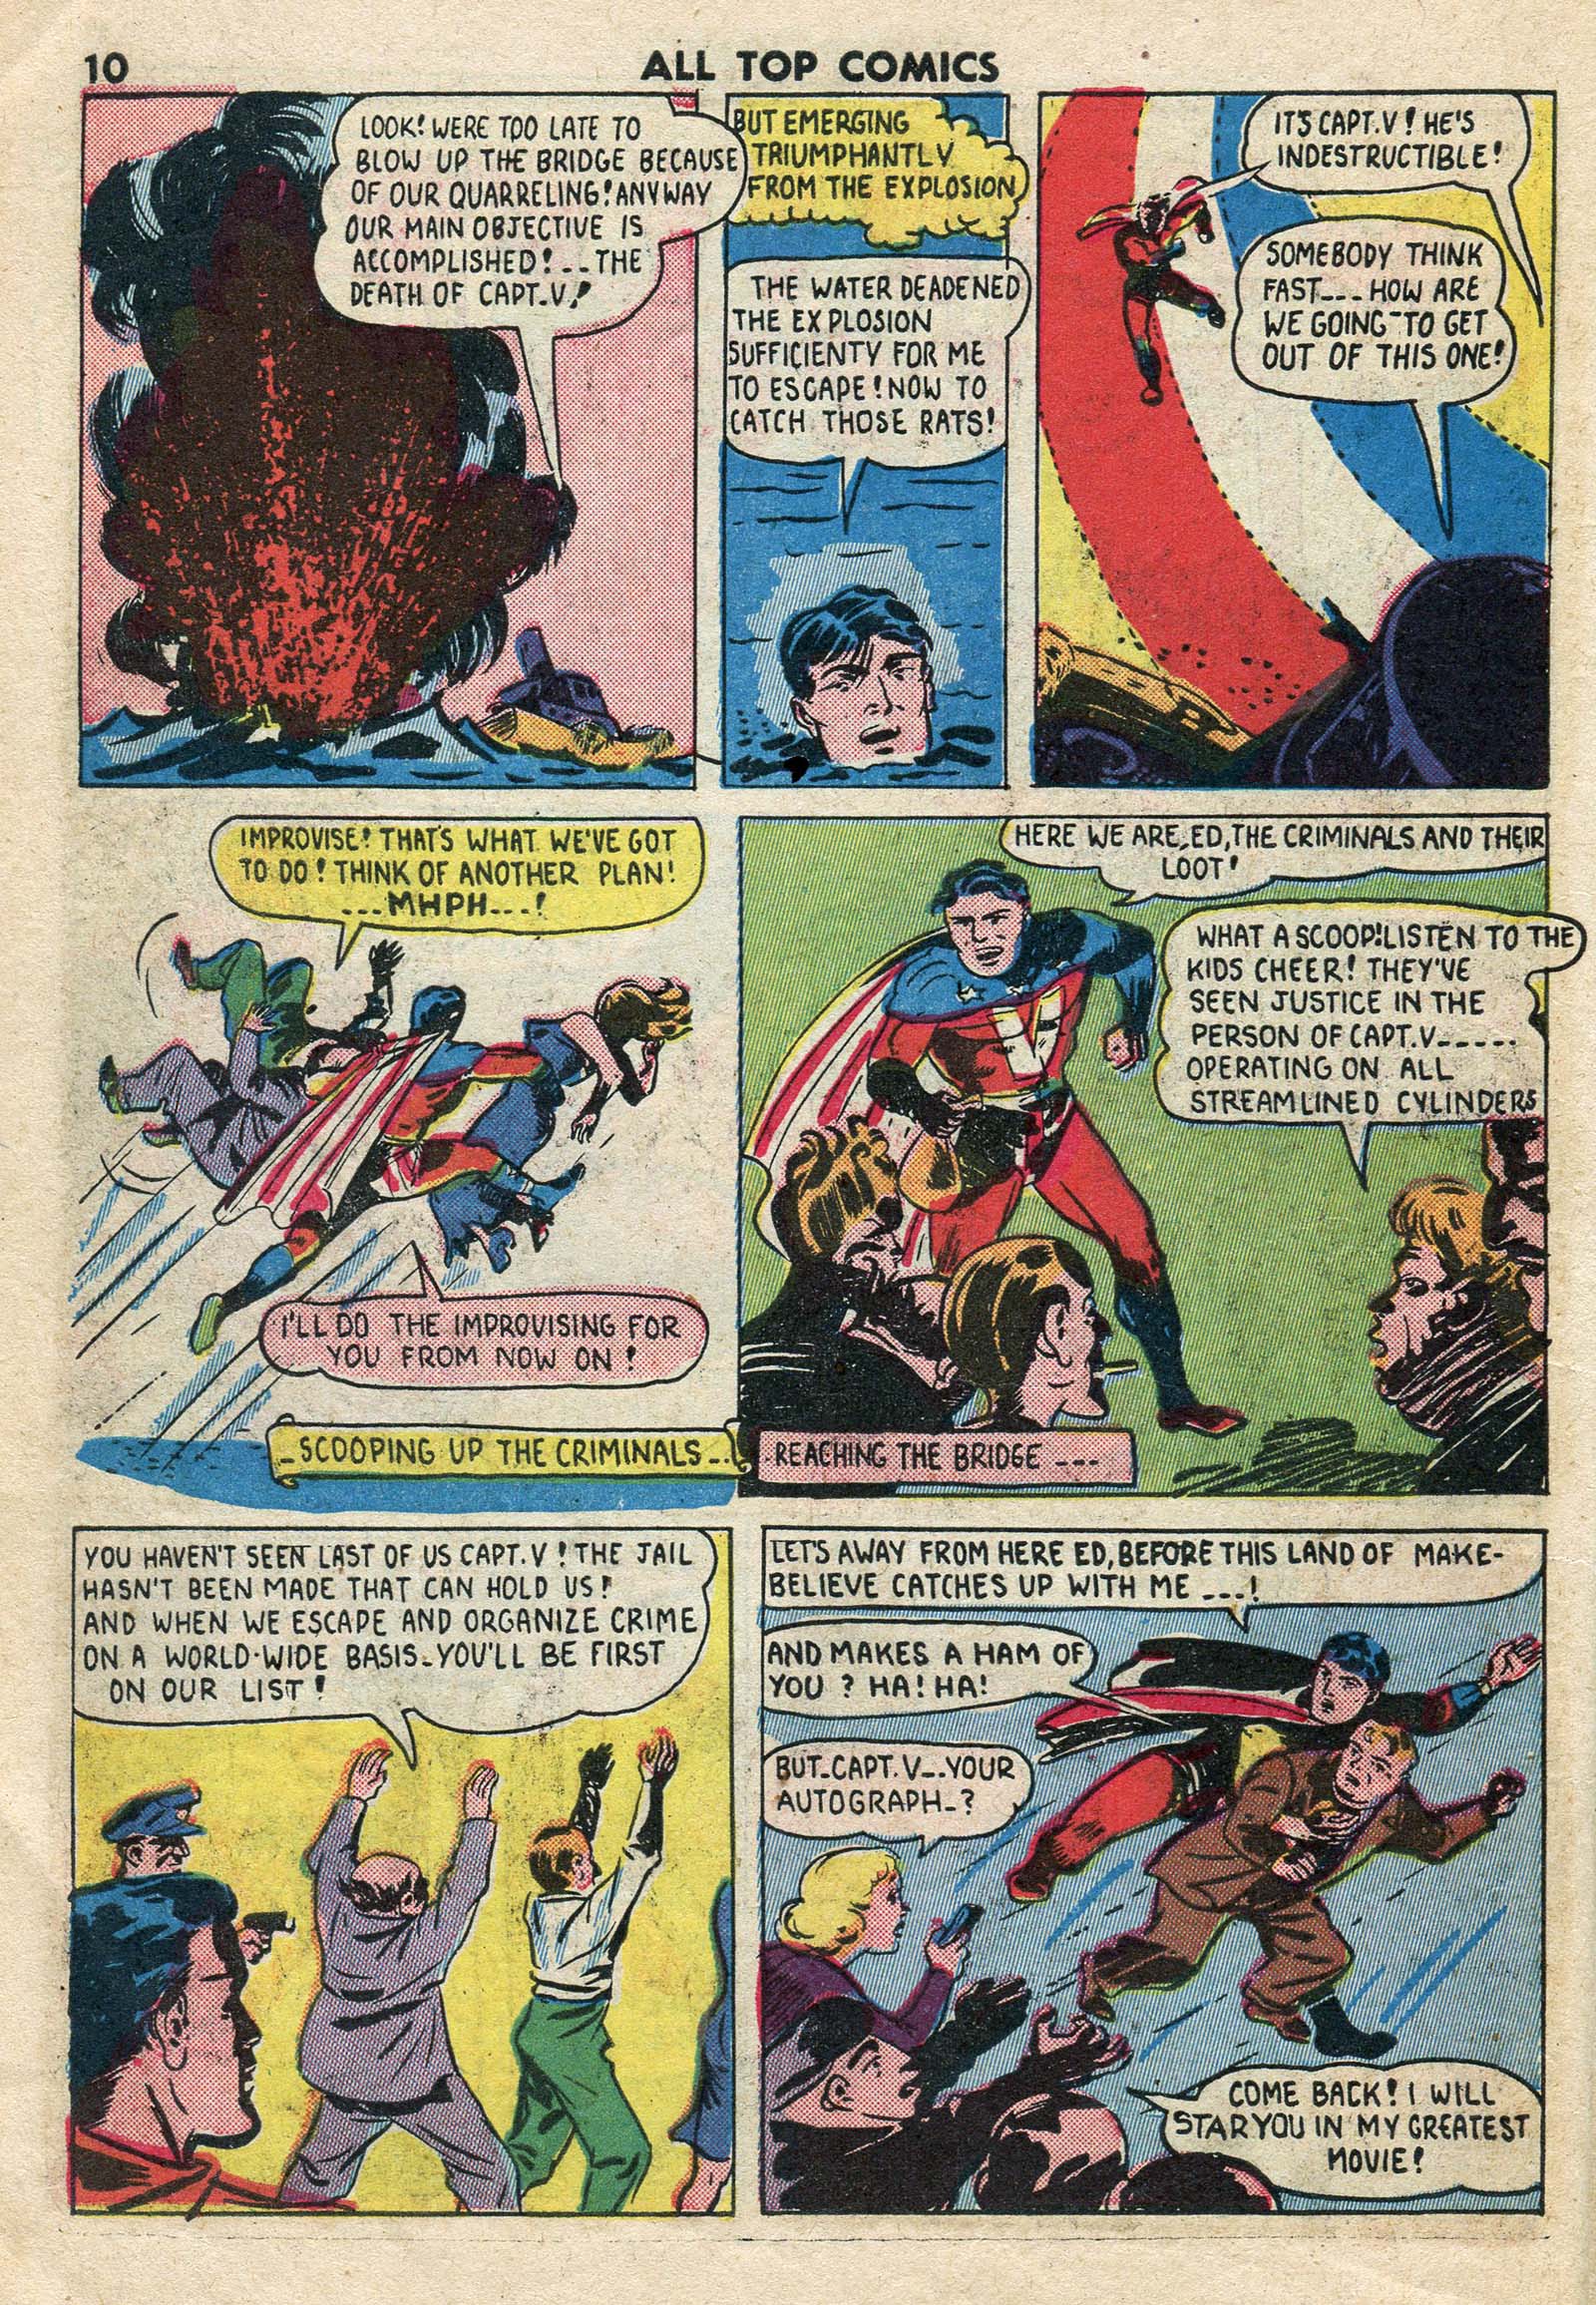 10
ALL TOP COMICS
LOOK! WERE TOO LATE TO
BLOW UP THE BRIDGE BECAUSE
OF OUR QUARRELING! ANYWAY
OUR MAIN OBJECTIVE IS
ACCOMPLISHED!...THE
DEATH OF CAPT. V!
BUT EMERGING
TRIUMPHANTLY
FROM THE EXPLOSION
THE WATER DEADENED
THE EXPLOSION
SUFFICIENTY FOR ME
TO ESCAPE! NOW TO
CATCH THOSE RATS!
IT'S CAPT. V! HE'S
INDESTRUCTIBLE!
SOMEBODY THINK
FAST--- HOW ARE
WE GOING TO GET
OUT OF THIS ONE!
IMPROVISE! THAT'S WHAT WE'VE GOT
TO DO! THINK OF ANOTHER PLAN!
...MHPH...!
I'LL DO THE IMPROVISING FOR
YOU FROM NOW ON!
-SCOOPING UP THE CRIMINALS-..
HERE WE ARE, ED, THE CRIMINALS AND THEIR
LOOT!
WHAT A SCOOP! LISTEN TO THE
KIDS CHEER! THEY'VE
SEEN JUSTICE IN THE
PERSON OF CAPT. V-----
OPERATING ON ALL
STREAMLINED CYLINDERS
REACHING THE BRIDGE ---
YOU HAVEN'T SEEN LAST OF US CAPT. V! THE JAIL
HASN'T BEEN MADE THAT CAN HOLD US!
AND WHEN WE ESCAPE AND ORGANIZE CRIME
ON A WORLD-WIDE BASIS-YOU'LL BE FIRST
ON OUR LIST!
LET'S AWAY FROM HERE ED, BEFORE THIS LAND OF MAKE-
BELIEVE CATCHES UP WITH ME ---!
AND MAKES A HAM OF
YOU? HA! HA!
BUT-CAPT. V--YOUR
AUTOGRAPH-?
COME BACK! I WILL
STAR YOU IN MY GREATEST
MOVIE!